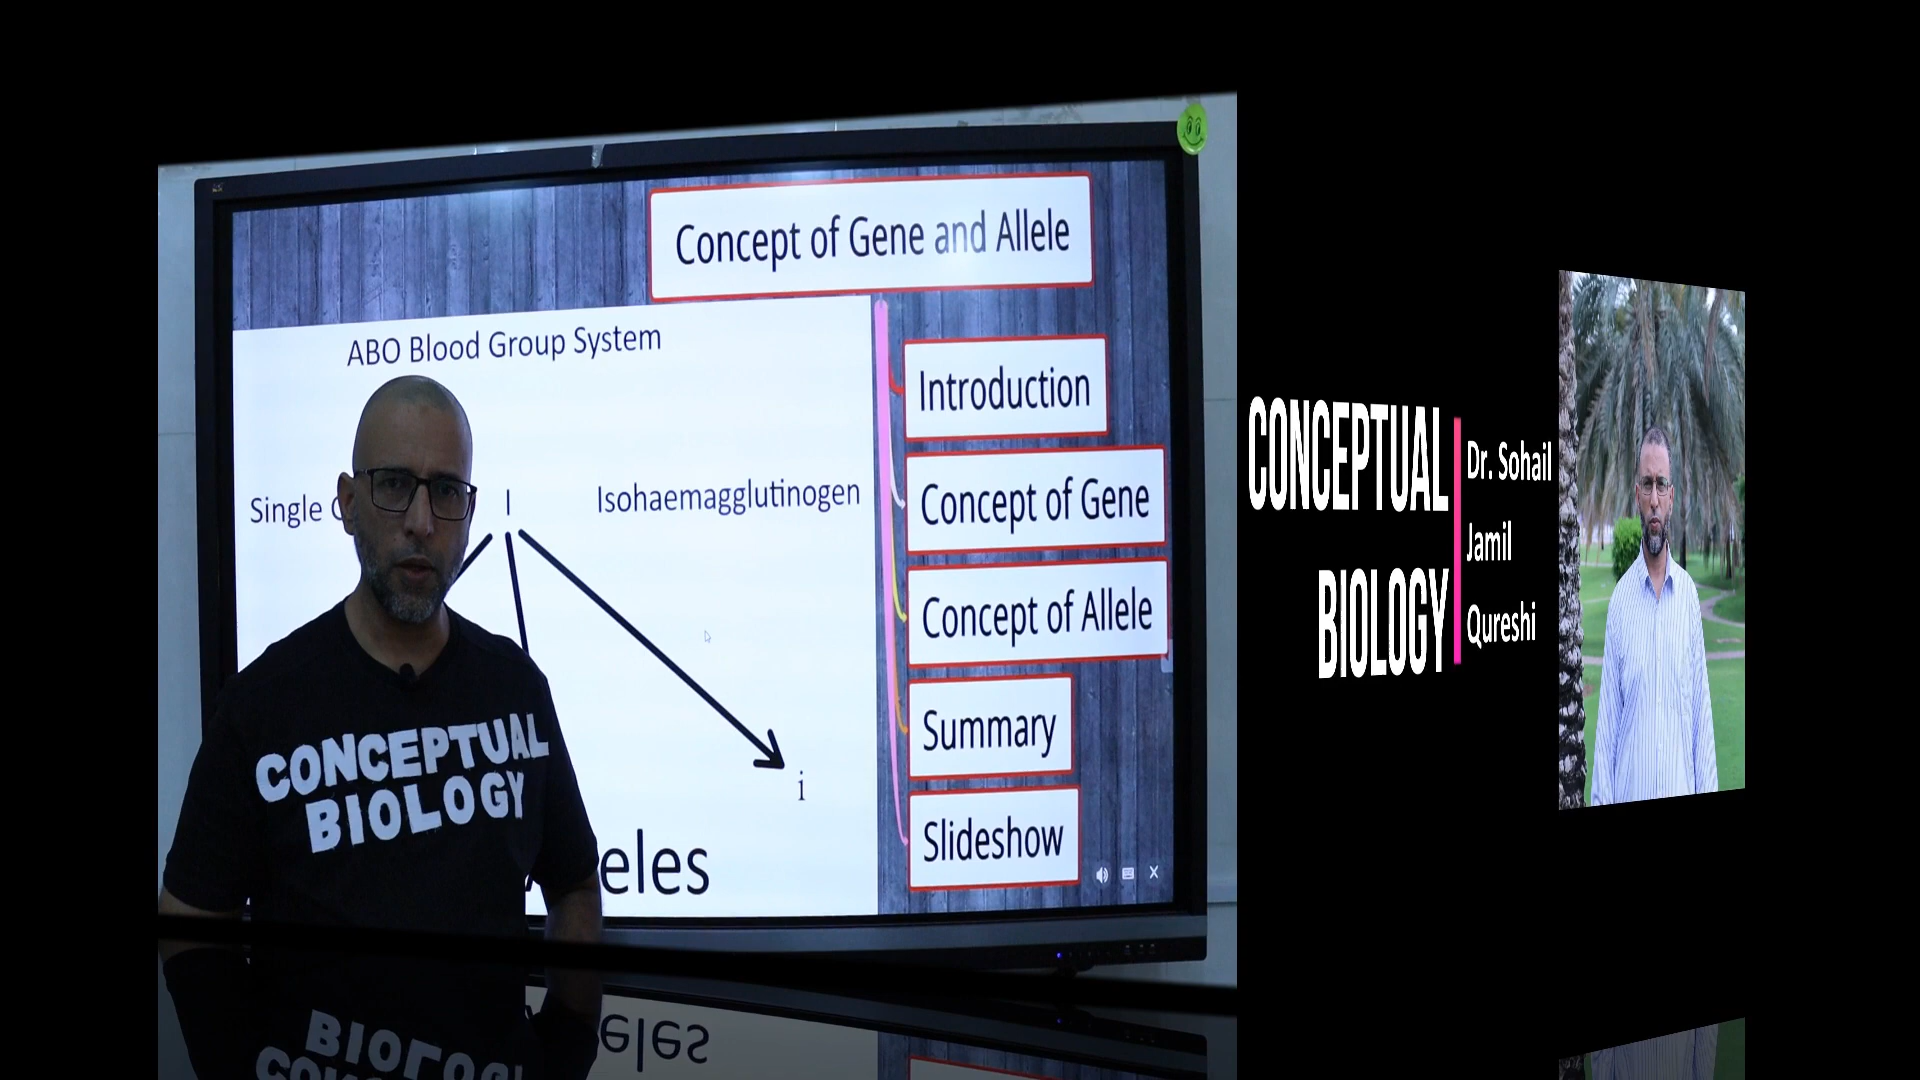 Concept of Gene and Allele
ABO Blood Group System
Single
I
Isohaemagglutinogen
i
eles
Introduction
Concept of Gene
Concept of Allele
Summary
Slideshow
CONCEPTUAL
BIOLOGY
CONCEPTUAL
BIOLOGY
Dr. Sohail
Jamil
Qureshi